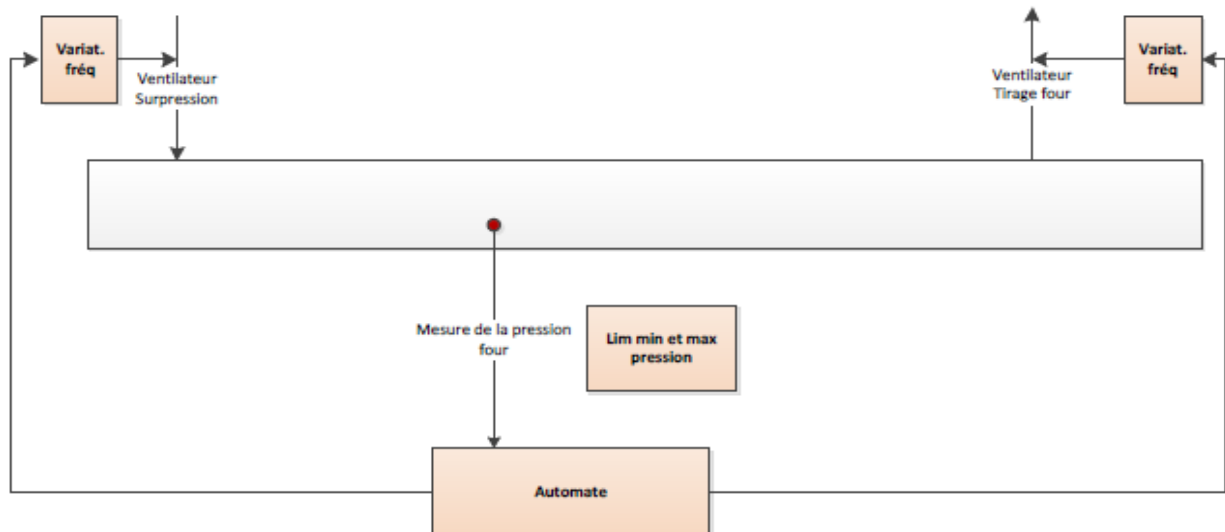 Variat.
fréq
Ventilateur
Surpression
Ventilateur
Tirage four
Variat.
fréq
Mesure de la pression
four
Lim min et max
pression
Automate